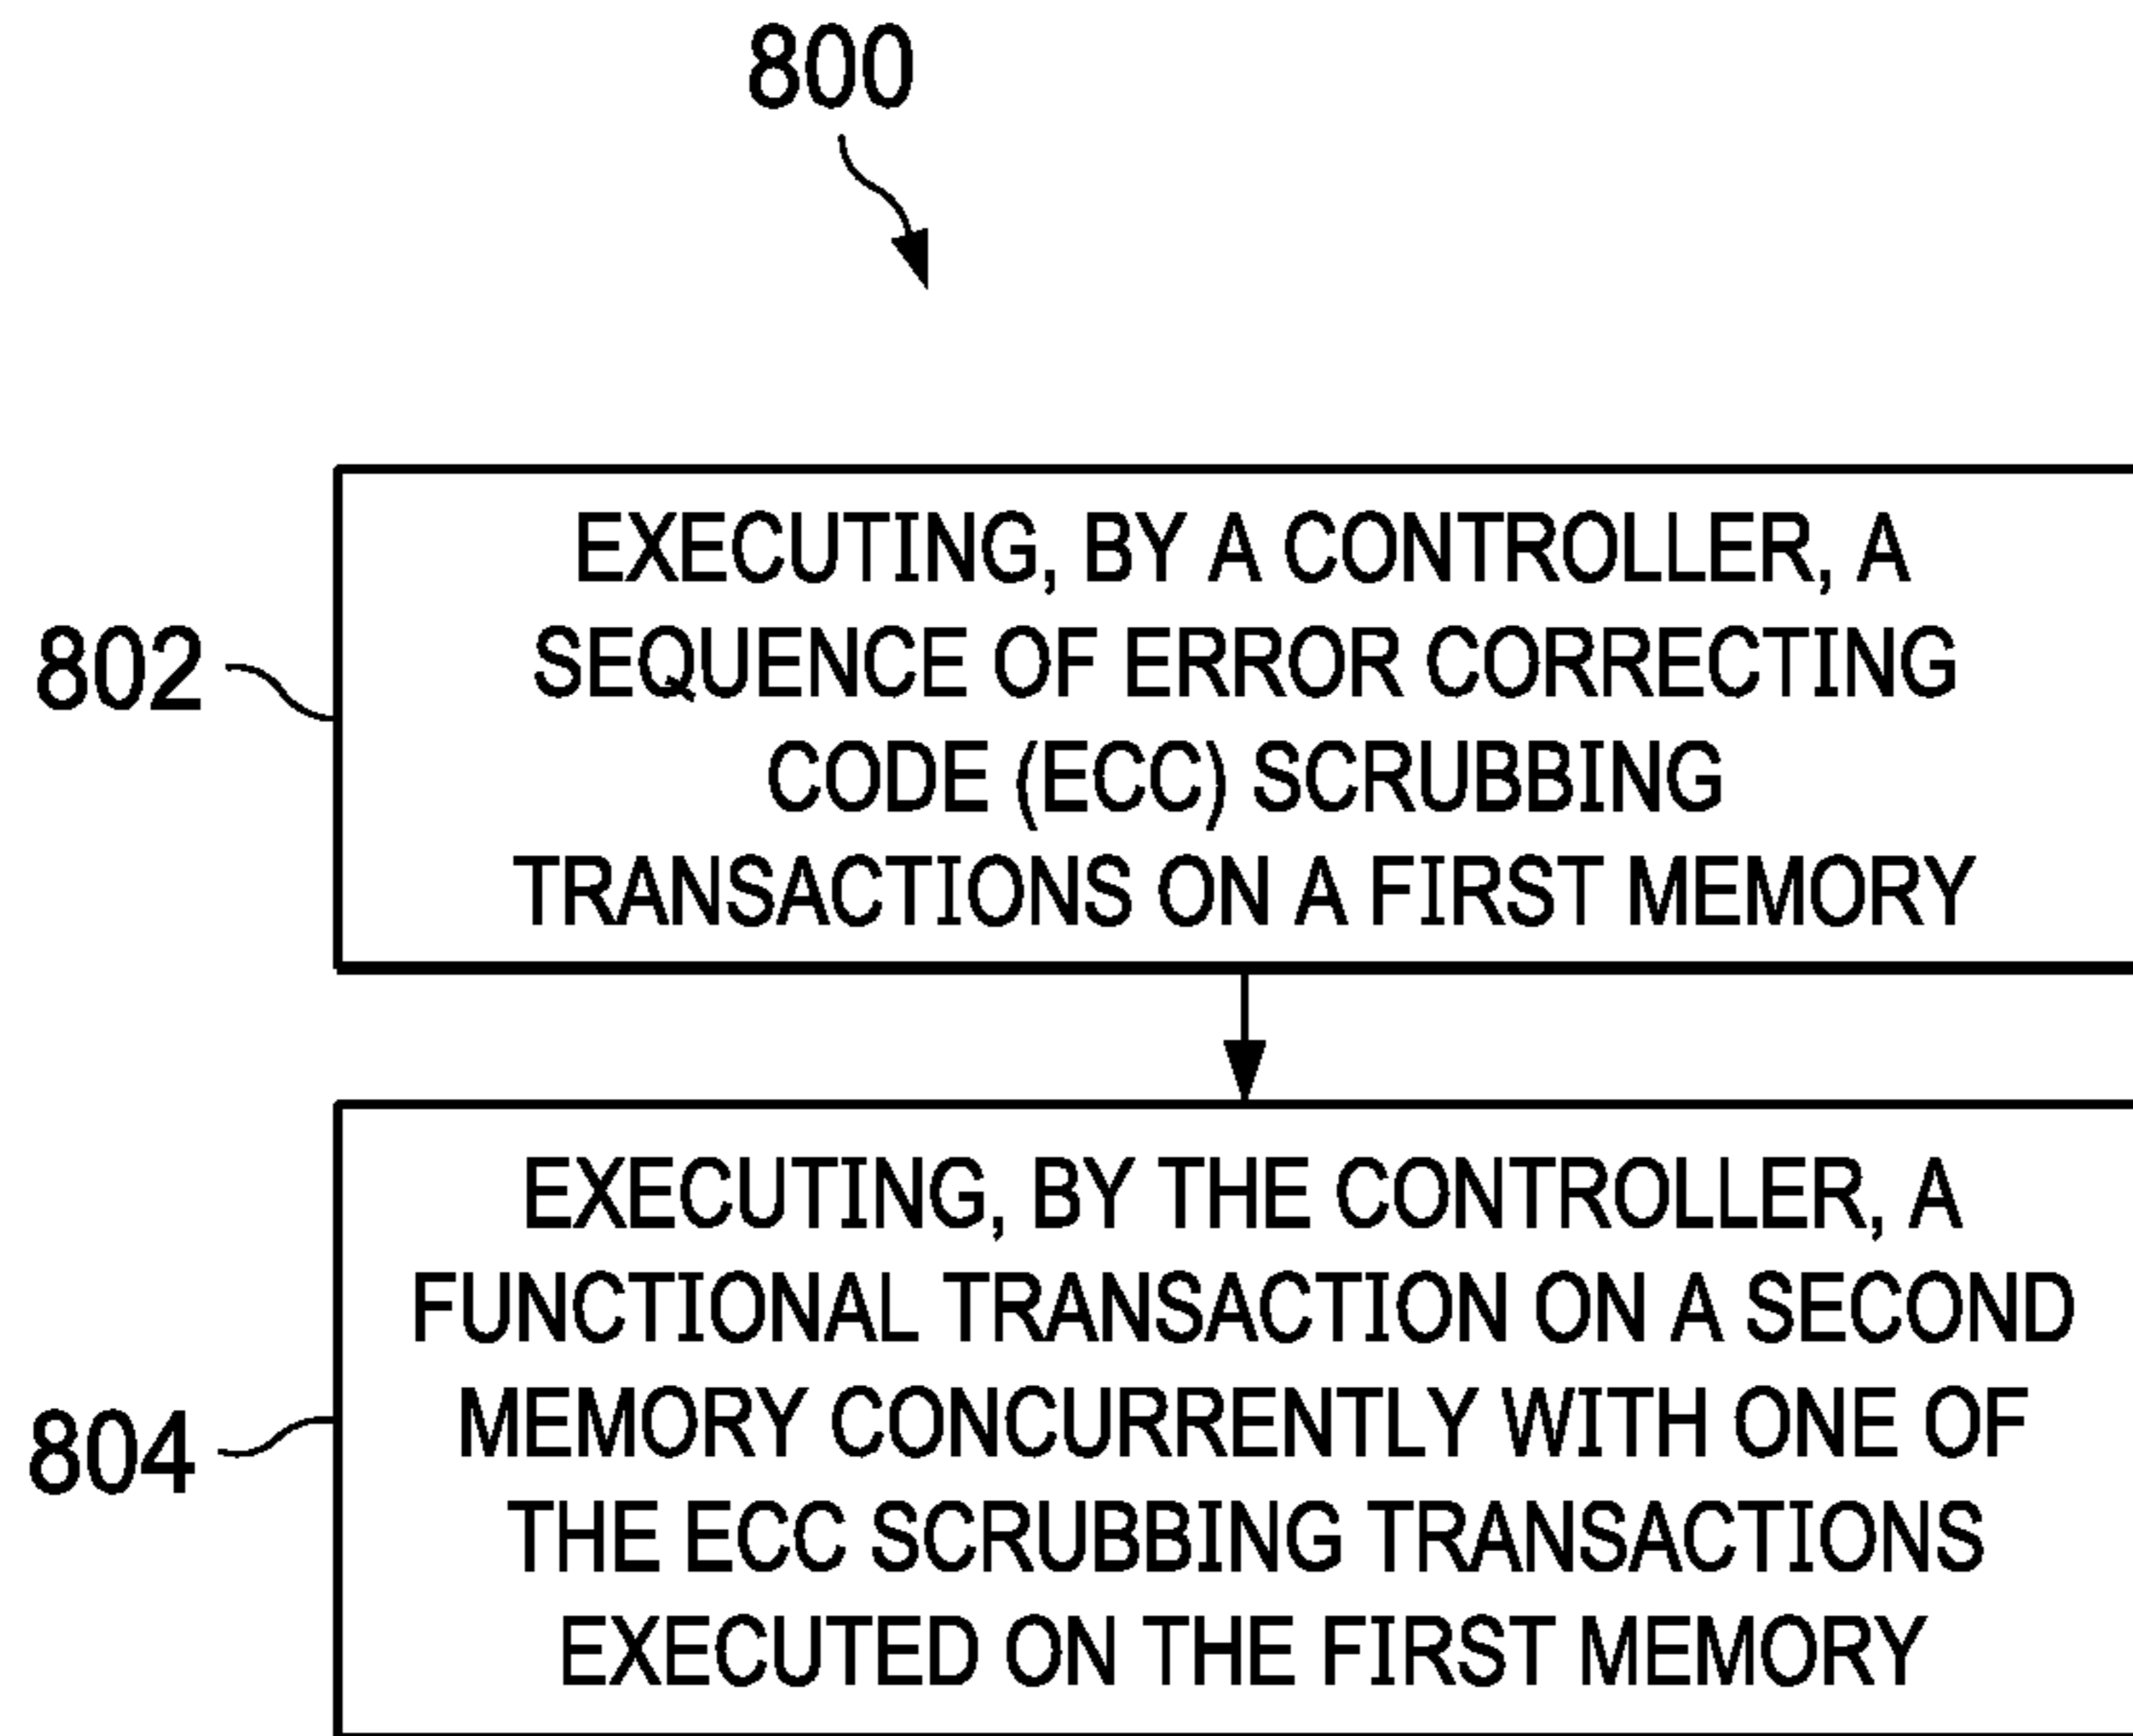 800
802
EXECUTING, BY A CONTROLLER, A
SEQUENCE OF ERROR CORRECTING
CODE (ECC) SCRUBBING
TRANSACTIONS ON A FIRST MEMORY
804
EXECUTING, BY THE CONTROLLER, A
FUNCTIONAL TRANSACTION ON A SECOND
MEMORY CONCURRENTLY WITH ONE OF
THE ECC SCRUBBING TRANSACTIONS
EXECUTED ON THE FIRST MEMORY